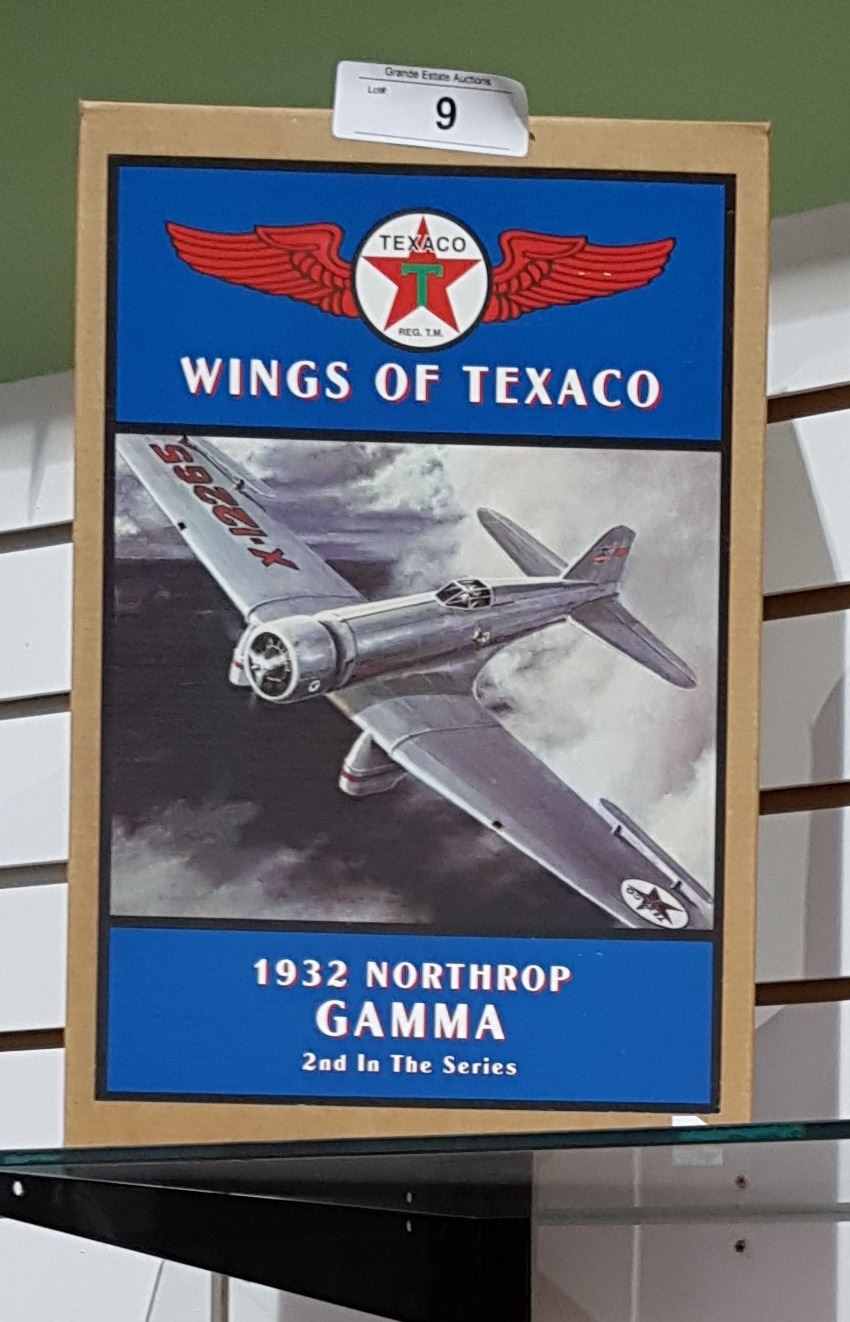 Grande Estate Auctions
Lot#
9
TEXACO
T
REG. T.M.
WINGS OF TEXACO
X-12265
1932 NORTHROP
GAMMA
2nd In The Series